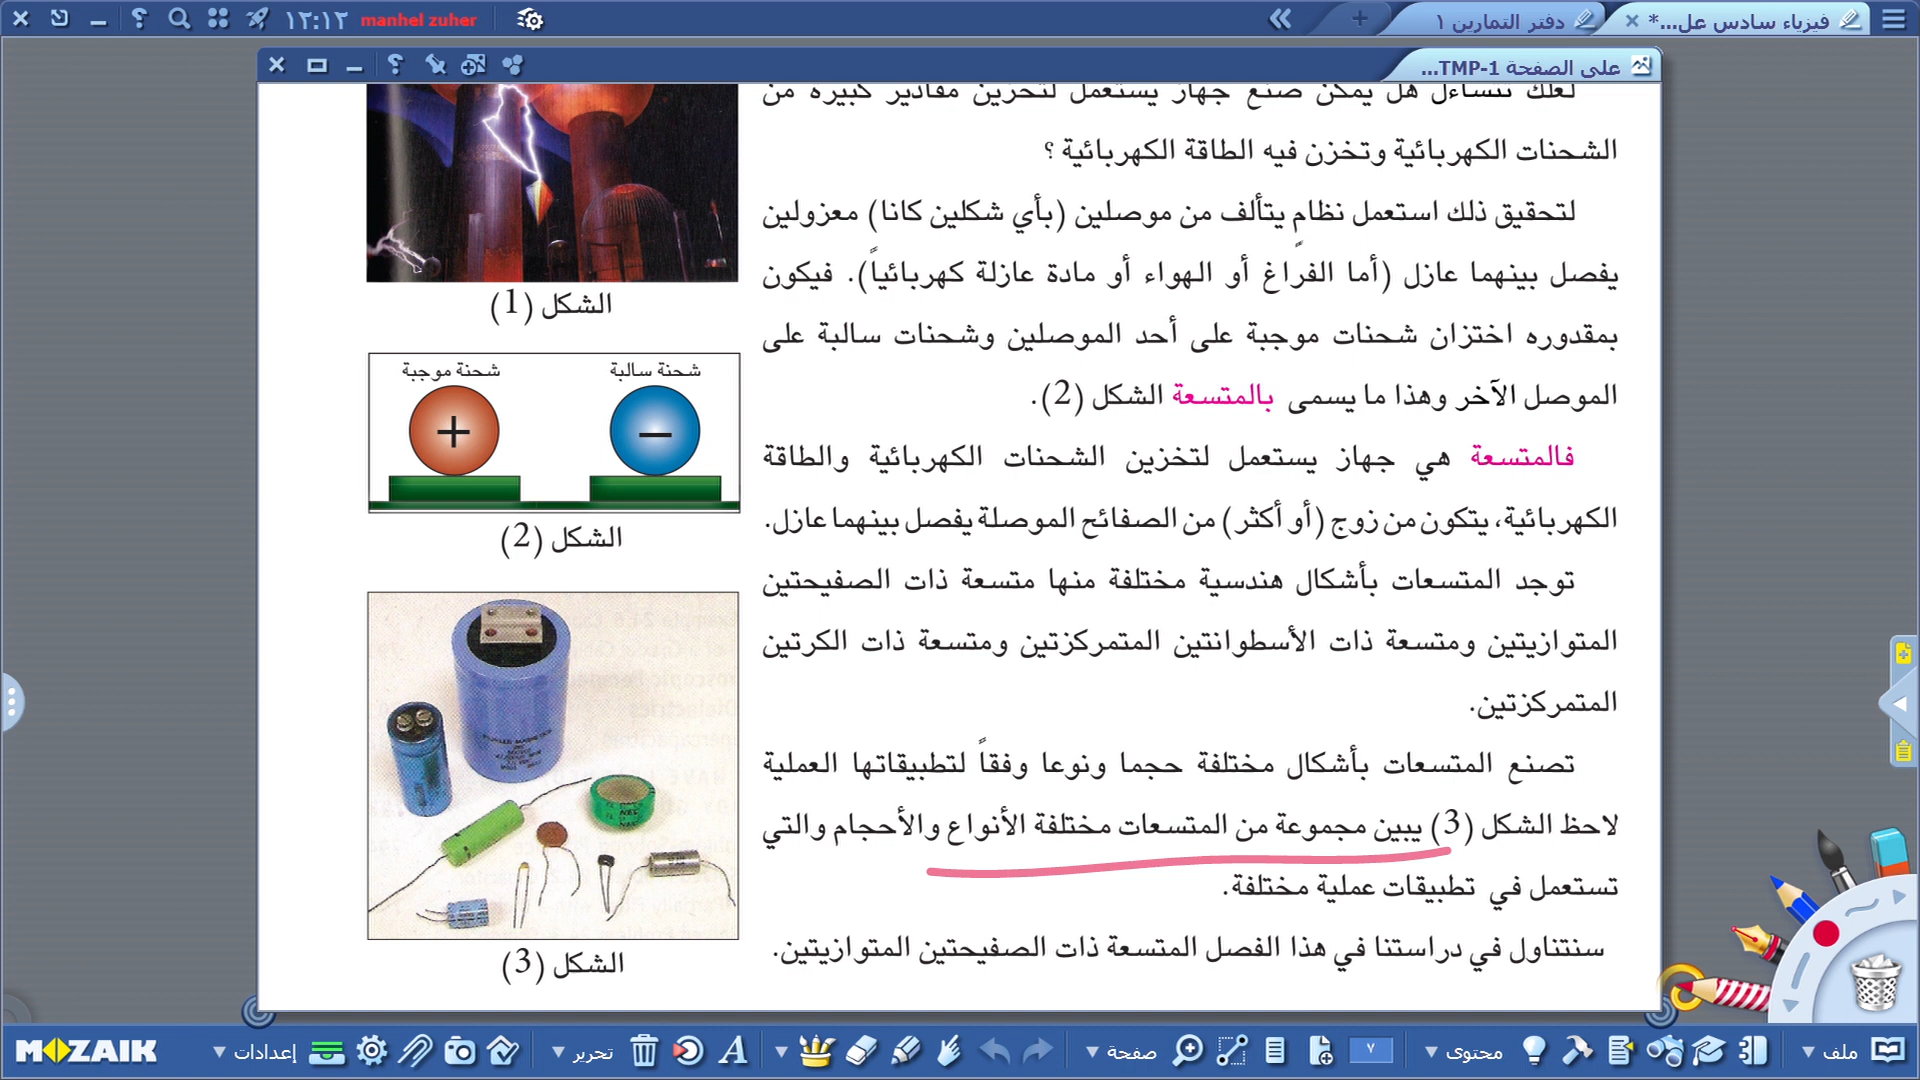 فيزياء سادس عل...*
دفتر التمارين ١
manhel zuher
١٣:١٢
على الصفحة TMP-1...
لعلك تتساءل هل يمكن صنع جهاز يستعمل لتخزين مقادير كبيرة من
الشحنات الكهربائية وتخزن فيه الطاقة الكهربائية ؟
لتحقيق ذلك استعمل نظام يتألف من موصلين (بأي شكلين كانا) معزولين
يفصل بينهما عازل (أما الفراغ أو الهواء أو مادة عازلة كهربائياً). فيكون
بمقدوره اختزان شحنات موجبة على أحد الموصلين وشحنات سالبة على
الموصل الآخر وهذا ما يسمى بالمتسعة الشكل (2).
فالمتسعة هي جهاز يستعمل لتخزين الشحنات الكهربائية والطاقة
الكهربائية، يتكون من زوج (أو أكثر) من الصفائح الموصلة يفصل بينهما عازل.
توجد المتسعات بأشكال هندسية مختلفة منها متسعة ذات الصفيحتين
المتوازيتين ومتسعة ذات الأسطوانتين المتمركزتين ومتسعة ذات الكرتين
المتمركزتين.
تصنع المتسعات بأشكال مختلفة حجما ونوعا وفقاً لتطبيقاتها العملية
لاحظ الشكل (3) يبين مجموعة من المتسعات مختلفة الأنواع والأحجام والتي
تستعمل في تطبيقات عملية مختلفة.
سنتناول في دراستنا في هذا الفصل المتسعة ذات الصفيحتين المتوازيتين.
الشكل (1)
شحنة سالبة
شحنة موجبة
+
−
الشكل (2)
الشكل (3)
ملف
محتوى
٧
صفحة
تحرير
إعدادات
MOZAIK